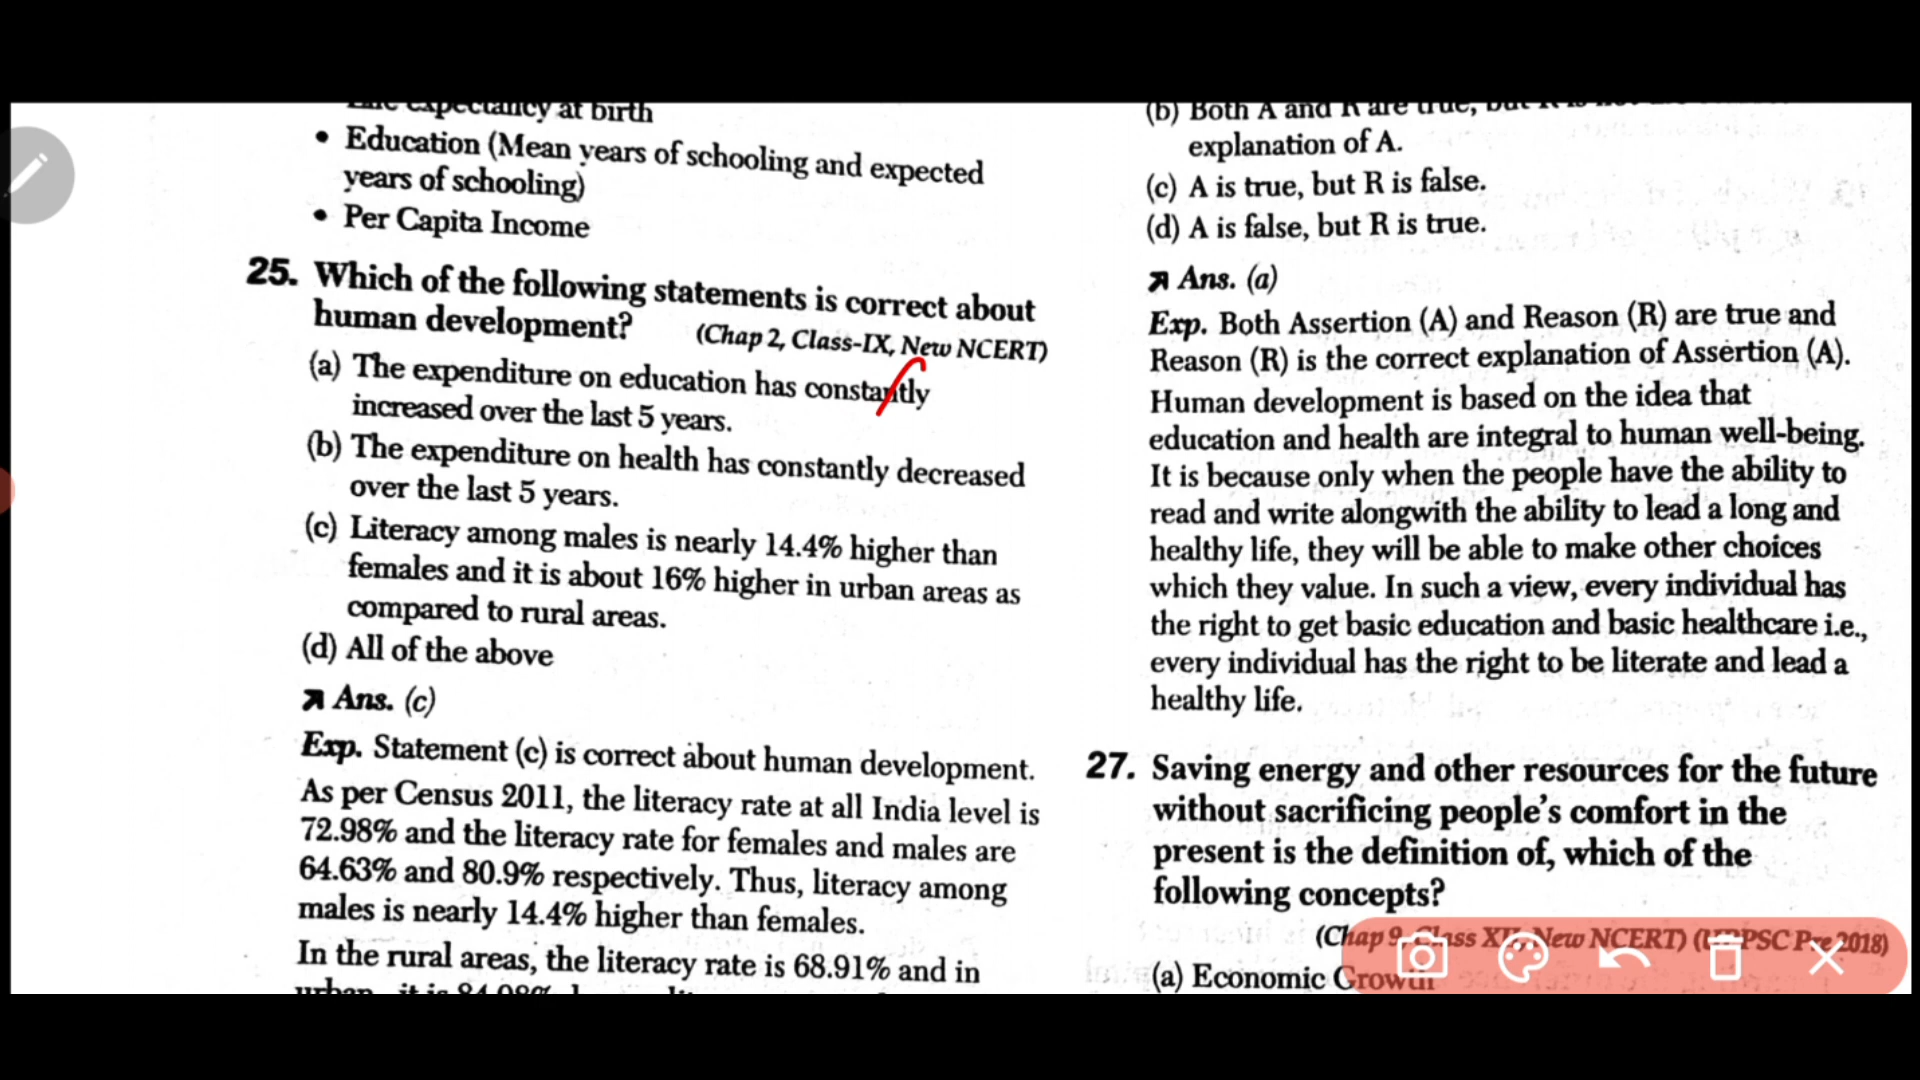 Life expectancy at birth
• Education (Mean years of schooling and expected
years of schooling)
• Per Capita Income
25. Which of the following statements is correct about
human development? (Chap 2, Class-IX, New NCERT)
(a) The expenditure on education has constantly
increased over the last 5 years.
(b) The expenditure on health has constantly decreased
over the last 5 years.
(c) Literacy among males is nearly 14.4% higher than
females and it is about 16% higher in urban areas as
compared to rural areas.
(d) All of the above
Ans. (c)
Exp. Statement (c) is correct about human development.
As per Census 2011, the literacy rate at all India level is
72.98% and the literacy rate for females and males are
64.63% and 80.9% respectively. Thus, literacy among
males is nearly 14.4% higher than females.
In the rural areas, the literacy rate is 68.91% and in
urban it is
(b) Both A and R are true, but R is not
explanation of A.
(c) A is true, but R is false.
(d) A is false, but R is true.
Ans. (a)
Exp. Both Assertion (A) and Reason (R) are true and
Reason (R) is the correct explanation of Assertion (A).
Human development is based on the idea that
education and health are integral to human well-being.
It is because only when the people have the ability to
read and write alongwith the ability to lead a long and
healthy life, they will be able to make other choices
which they value. In such a view, every individual has
the right to get basic education and basic healthcare i.e.,
every individual has the right to be literate and lead a
healthy life.
27. Saving energy and other resources for the future
without sacrificing people's comfort in the
present is the definition of, which of the
following concepts?
(Chap 9, Class XII, New NCERT) (UPPSC Pre 2018)
(a) Economic Growth